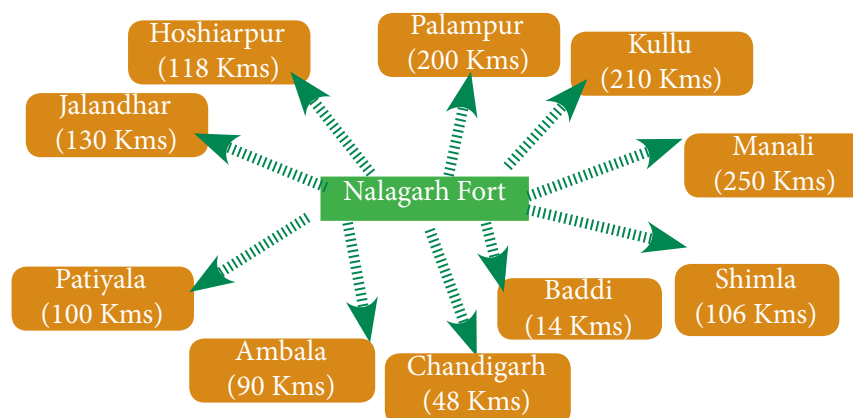 Hoshiarpur
(118 Kms)
Palampur
(200 Kms)
Kullu
(210 Kms)
Jalandhar
(130 Kms)
Manali
(250 Kms)
Nalagarh Fort
Patiyala
(100 Kms)
Baddi
(14 Kms)
Shimla
(106 Kms)
Ambala
(90 Kms)
Chandigarh
(48 Kms)